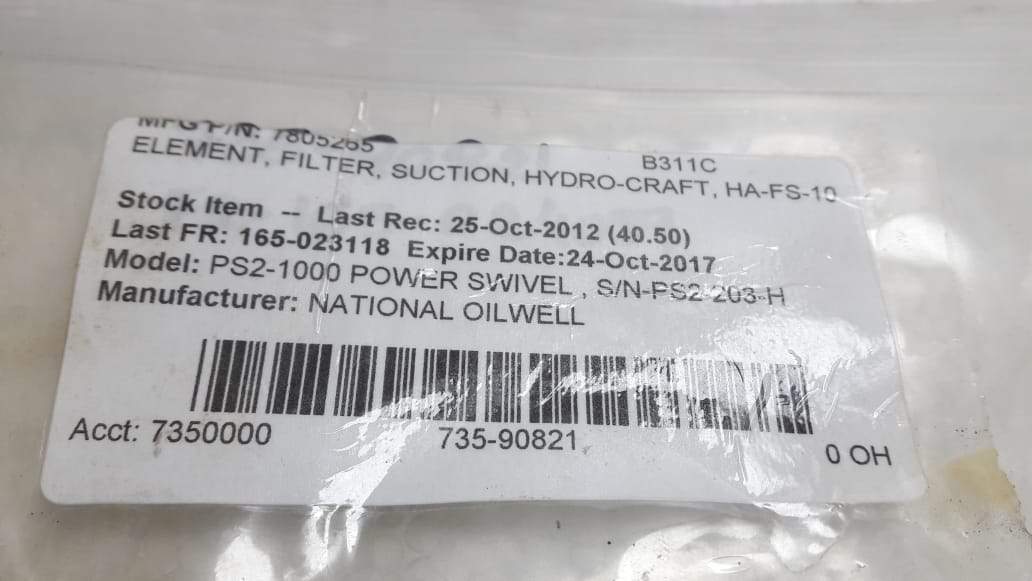 MFG P/N: 7805265
B311C
ELEMENT, FILTER, SUCTION, HYDRO-CRAFT, HA-FS-10
Stock Item -- Last Rec: 25-Oct-2012 (40.50)
Last FR: 165-023118 Expire Date:24-Oct-2017
Model: PS2-1000 POWER SWIVEL , S/N-PS2-203-H
Manufacturer: NATIONAL OILWELL
Acct: 7350000
735-90821
0 OH